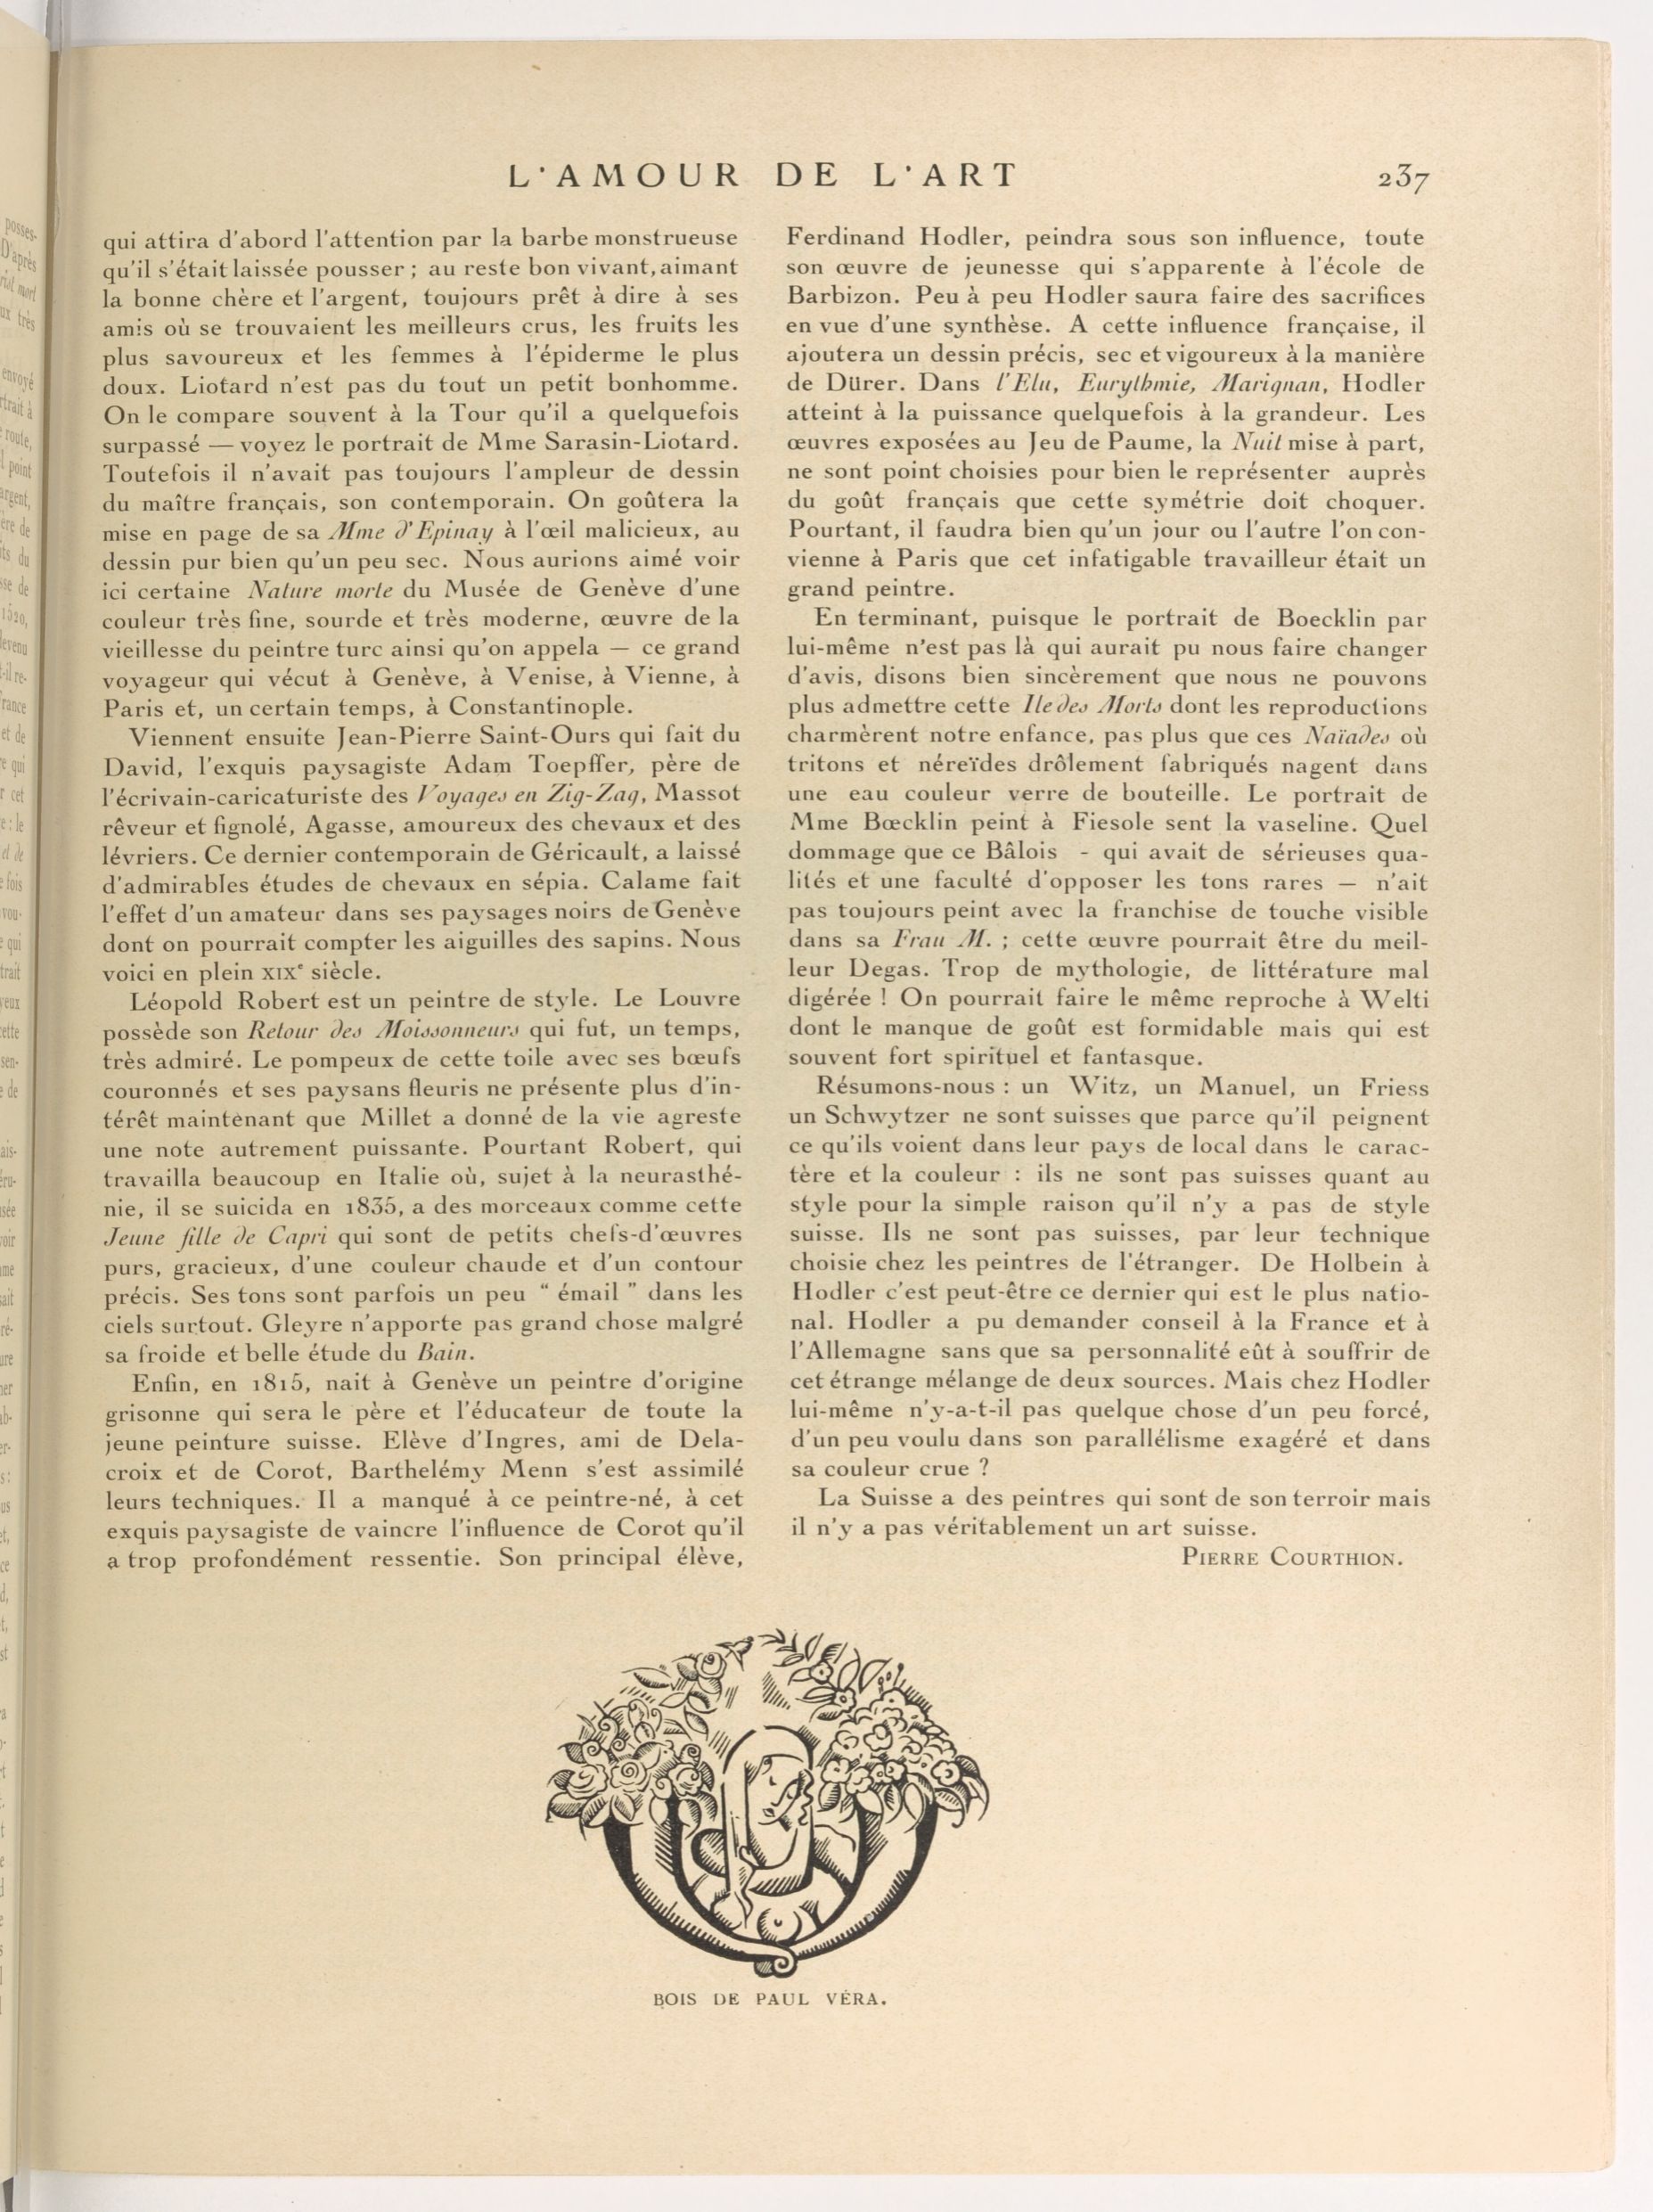 L'AMOUR DE L'ART
237
qui attira d'abord l'attention par la barbe monstrueuse
qu'il s'était laissée pousser ; au reste bon vivant, aimant
la bonne chère et l'argent, toujours prêt à dire à ses
amis où se trouvaient les meilleurs crus, les fruits les
plus savoureux et les femmes à l'épiderme le plus
doux. Liotard n'est pas du tout un petit bonhomme.
On le compare souvent à la Tour qu'il a quelquefois
surpassé — voyez le portrait de Mme Sarasin-Liotard.
Toutefois il n'avait pas toujours l'ampleur de dessin
du maître français, son contemporain. On goûtera la
mise en page de sa Mme d'Epinay à l'œil malicieux, au
dessin pur bien qu'un peu sec. Nous aurions aimé voir
ici certaine Nature morte du Musée de Genève d'une
couleur très fine, sourde et très moderne, œuvre de la
vieillesse du peintre turc ainsi qu'on appela — ce grand
voyageur qui vécut à Genève, à Venise, à Vienne, à
Paris et, un certain temps, à Constantinople.
Viennent ensuite Jean-Pierre Saint-Ours qui fait du
David, l'exquis paysagiste Adam Toepffer, père de
l'écrivain-caricaturiste des Voyages en Zig-Zag, Massot
rêveur et fignolé, Agasse, amoureux des chevaux et des
lévriers. Ce dernier contemporain de Géricault, a laissé
d'admirables études de chevaux en sépia. Calame fait
l'effet d'un amateur dans ses paysages noirs de Genève
dont on pourrait compter les aiguilles des sapins. Nous
voici en plein XIXe siècle.
Léopold Robert est un peintre de style. Le Louvre
possède son Retour des Moissonneurs qui fut, un temps,
très admiré. Le pompeux de cette toile avec ses bœufs
couronnés et ses paysans fleuris ne présente plus d'in-
térêt maintenant que Millet a donné de la vie agreste
une note autrement puissante. Pourtant Robert, qui
travailla beaucoup en Italie où, sujet à la neurasthé-
nie, il se suicida en 1835, a des morceaux comme cette
Jeune fille de Capri qui sont de petits chefs-d'œuvres
purs, gracieux, d'une couleur chaude et d'un contour
précis. Ses tons sont parfois un peu “ émail ” dans les
ciels surtout. Gleyre n'apporte pas grand chose malgré
sa froide et belle étude du Bain.
Enfin, en 1815, nait à Genève un peintre d'origine
grisonne qui sera le père et l'éducateur de toute la
jeune peinture suisse. Elève d'Ingres, ami de Dela-
croix et de Corot, Barthelémy Menn s'est assimilé
leurs techniques. Il a manqué à ce peintre-né, à cet
exquis paysagiste de vaincre l'influence de Corot qu'il
a trop profondément ressentie. Son principal élève,
Ferdinand Hodler, peindra sous son influence, toute
son œuvre de jeunesse qui s'apparente à l'école de
Barbizon. Peu à peu Hodler saura faire des sacrifices
en vue d'une synthèse. A cette influence française, il
ajoutera un dessin précis, sec et vigoureux à la manière
de Dürer. Dans l'Elu, Eurythmie, Marignan, Hodler
atteint à la puissance quelquefois à la grandeur. Les
œuvres exposées au Jeu de Paume, la Nuit mise à part,
ne sont point choisies pour bien le représenter auprès
du goût français que cette symétrie doit choquer.
Pourtant, il faudra bien qu'un jour ou l'autre l'on con-
vienne à Paris que cet infatigable travailleur était un
grand peintre.
En terminant, puisque le portrait de Boecklin par
lui-même n'est pas là qui aurait pu nous faire changer
d'avis, disons bien sincèrement que nous ne pouvons
plus admettre cette Ile des Morts dont les reproductions
charmèrent notre enfance, pas plus que ces Naïades où
tritons et néreïdes drôlement fabriqués nagent dans
une eau couleur verre de bouteille. Le portrait de
Mme Bœcklin peint à Fiesole sent la vaseline. Quel
dommage que ce Bâlois - qui avait de sérieuses qua-
lités et une faculté d'opposer les tons rares — n'ait
pas toujours peint avec la franchise de touche visible
dans sa Frau M. ; cette œuvre pourrait être du meil-
leur Degas. Trop de mythologie, de littérature mal
digérée ! On pourrait faire le même reproche à Welti
dont le manque de goût est formidable mais qui est
souvent fort spirituel et fantasque.
Résumons-nous : un Witz, un Manuel, un Friess
un Schwytzer ne sont suisses que parce qu'il peignent
ce qu'ils voient dans leur pays de local dans le carac-
tère et la couleur : ils ne sont pas suisses quant au
style pour la simple raison qu'il n'y a pas de style
suisse. Ils ne sont pas suisses, par leur technique
choisie chez les peintres de l'étranger. De Holbein à
Hodler c'est peut-être ce dernier qui est le plus natio-
nal. Hodler a pu demander conseil à la France et à
l'Allemagne sans que sa personnalité eût à souffrir de
cet étrange mélange de deux sources. Mais chez Hodler
lui-même n'y-a-t-il pas quelque chose d'un peu forcé,
d'un peu voulu dans son parallélisme exagéré et dans
sa couleur crue ?
La Suisse a des peintres qui sont de son terroir mais
il n'y a pas véritablement un art suisse.
PIERRE COURTHION.
BOIS DE PAUL VÉRA.